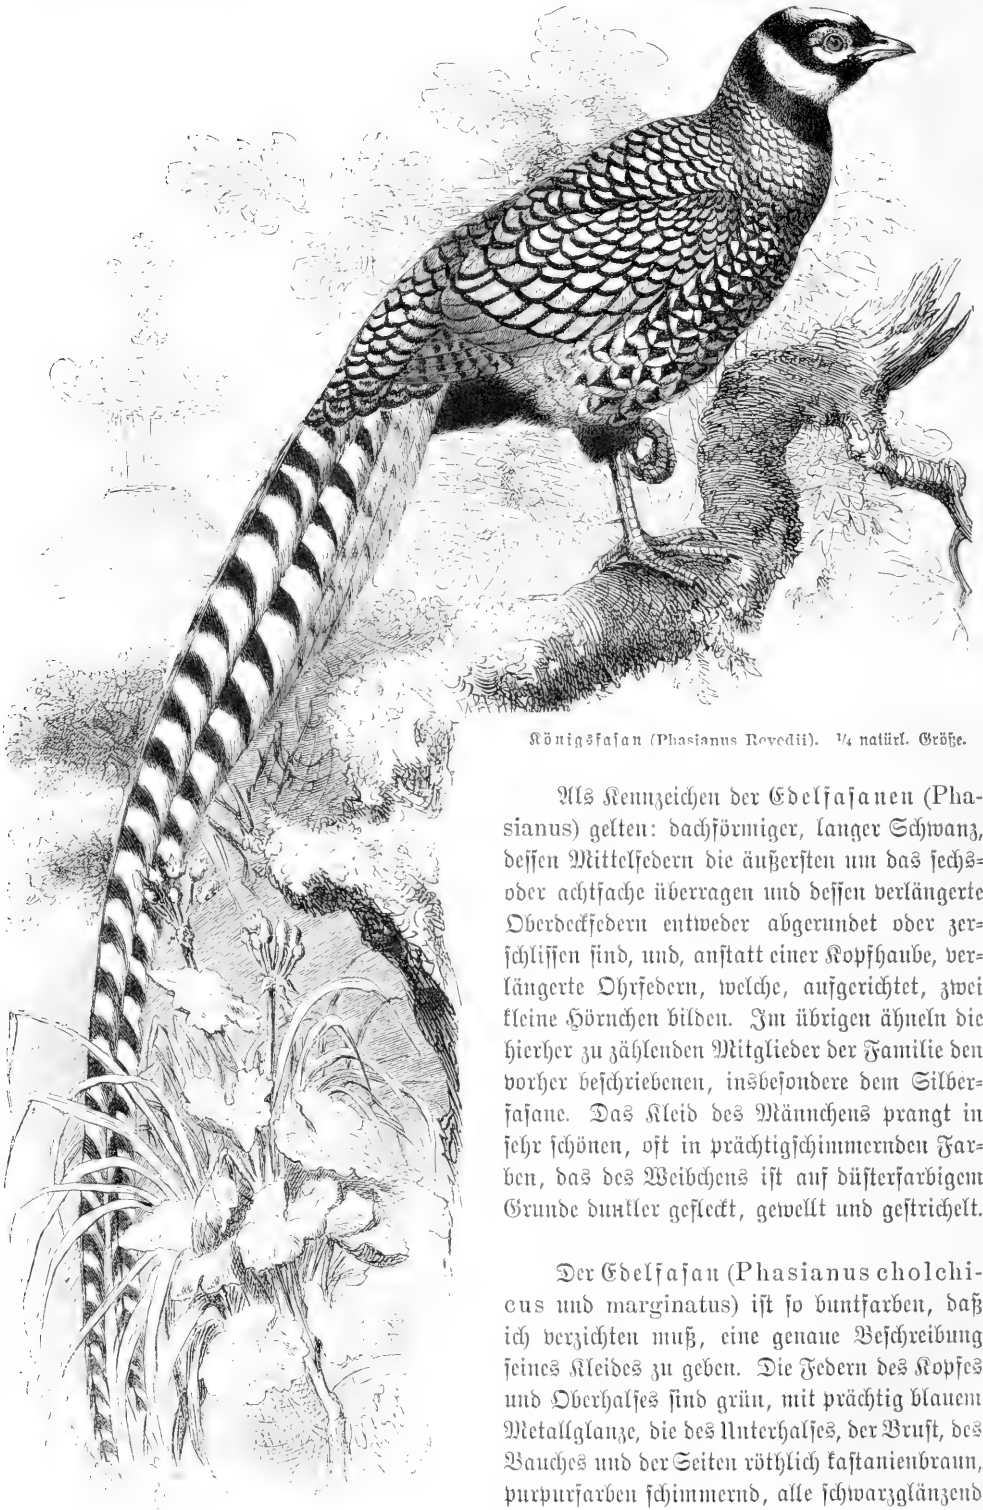 Königsfasan (Phasianus Revedii). ¼ natürl. Größe.
Als Kennzeichen der Edelfasanen (Pha-
sianus) gelten: dachförmiger, langer Schwanz,
dessen Mittelfedern die äußersten um das sechs-
oder achtfache überragen und dessen verlängerte
Oberdeckfedern entweder abgerundet oder zer-
schlissen sind, und, anstatt einer Kopfhaube, ver-
längerte Ohrfedern, welche, aufgerichtet, zwei
kleine Hörnchen bilden. Im übrigen ähneln die
hierher zu zählenden Mitglieder der Familie den
vorher beschriebenen, insbesondere dem Silber-
fasane. Das Kleid des Männchens prangt in
sehr schönen, oft in prächtigschimmernden Far-
ben, das des Weibchens ist auf düsterfarbigem
Grunde dunkler gefleckt, gewellt und gestrichelt.
Der Edelfasan (Phasianus cholchi-
cus und marginatus) ist so buntfarben, daß
ich verzichten muß, eine genaue Beschreibung
seines Kleides zu geben. Die Federn des Kopfes
und Oberhalses sind grün, mit prächtig blauem
Metallglanze, die des Unterhalses, der Brust, des
Bauches und der Seiten röthlich kastanienbraun,
purpurfarben schimmernd, alle schwarzglänzend